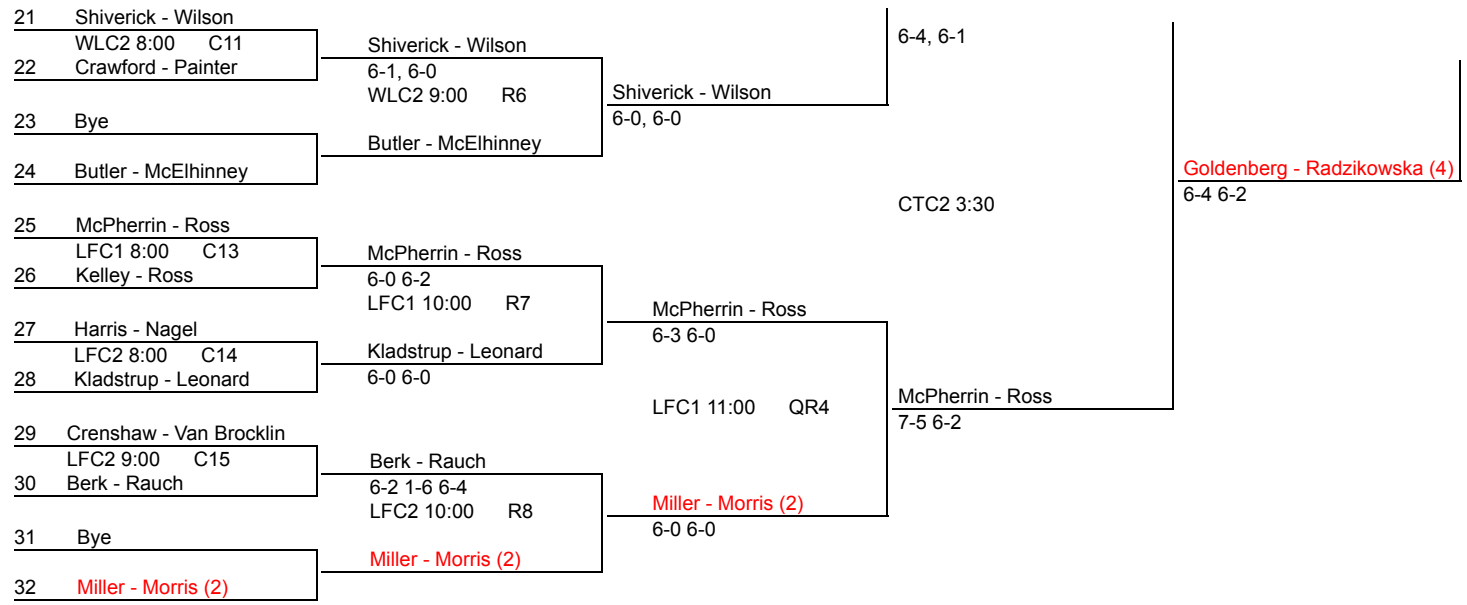 21 Shiverick - Wilson
WLC2 8:00 C11
22 Crawford - Painter
23 Bye
24 Butler - McElhinney
25 McPherrin - Ross
LFC1 8:00 C13
26 Kelley - Ross
27 Harris - Nagel
LFC2 8:00 C14
28 Kladstrup - Leonard
29 Crenshaw - Van Brocklin
LFC2 9:00 C15
30 Berk - Rauch
31 Bye
32 Miller - Morris (2)
Shiverick - Wilson
6-1, 6-0
WLC2 9:00 R6
Butler - McElhinney
McPherrin - Ross
6-0 6-2
LFC1 10:00 R7
Kladstrup - Leonard
6-0 6-0
Berk - Rauch
6-2 1-6 6-4
LFC2 10:00 R8
Miller - Morris (2)
Shiverick - Wilson
6-0, 6-0
McPherrin - Ross
6-3 6-0
LFC1 11:00 QR4
Miller - Morris (2)
6-0 6-0
6-4, 6-1
CTC2 3:30
McPherrin - Ross
7-5 6-2
Goldenberg - Radzikowska (4)
6-4 6-2